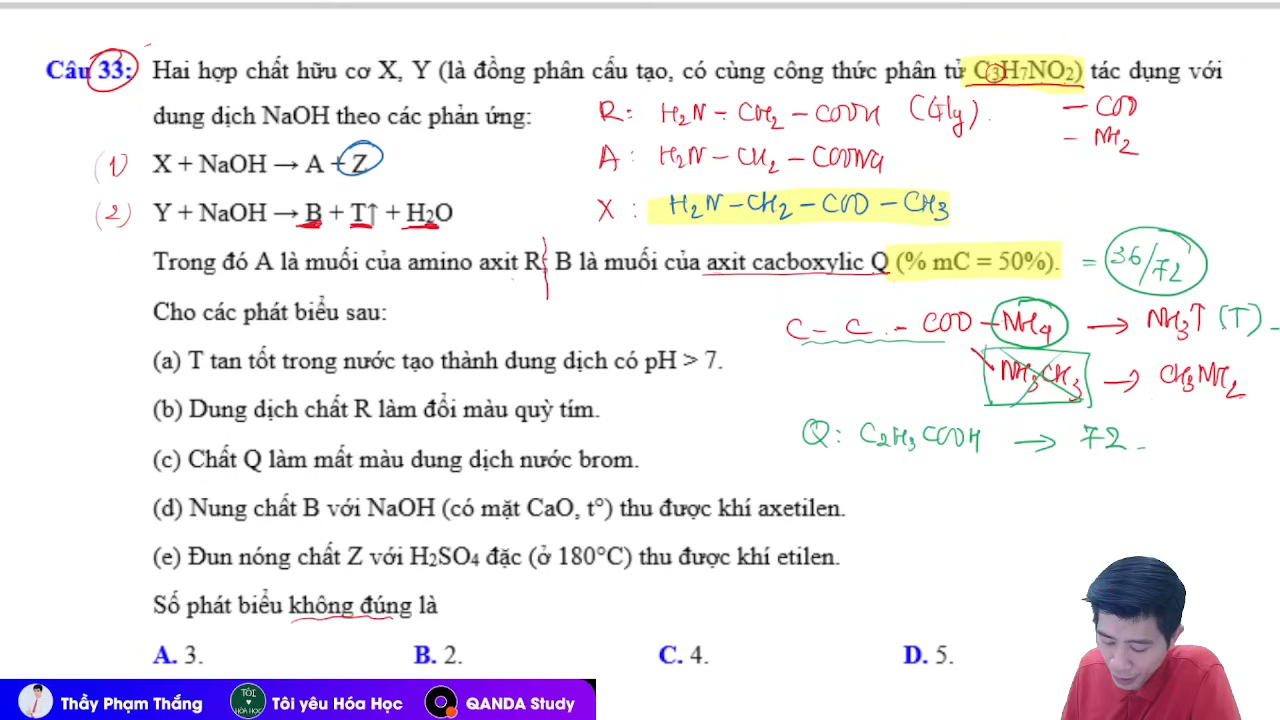 Câu 33: Hai hợp chất hữu cơ X, Y (là đồng phân cấu tạo, có cùng công thức phân tử C3H7NO2) tác dụng với
dung dịch NaOH theo các phản ứng:
R: H2N - CH2 - COOH (Gly).
- COO
- NH2
(1) X + NaOH → A + Z
A: H2N - CH2 - COONa
(2) Y + NaOH → B + T↑ + H2O
X : H2N - CH2 - COO - CH3
Trong đó A là muối của amino axit R; B là muối của axit cacboxylic Q (% mC = 50%). = 36/72
Cho các phát biểu sau:
C - C - COO - NH4 → NH3↑ (T) -
(a) T tan tốt trong nước tạo thành dung dịch có pH > 7.
NH3CH3 → CH3NH2
(b) Dung dịch chất R làm đổi màu quỳ tím.
Q: C2H3COOH → 72 -
(c) Chất Q làm mất màu dung dịch nước brom.
(d) Nung chất B với NaOH (có mặt CaO, t°) thu được khí axetilen.
(e) Đun nóng chất Z với H2SO4 đặc (ở 180°C) thu được khí etilen.
Số phát biểu không đúng là
A. 3. B. 2. C. 4. D. 5.
Thầy Phạm Thắng TÔI HÓA HỌC Tôi yêu Hóa Học QANDA Study